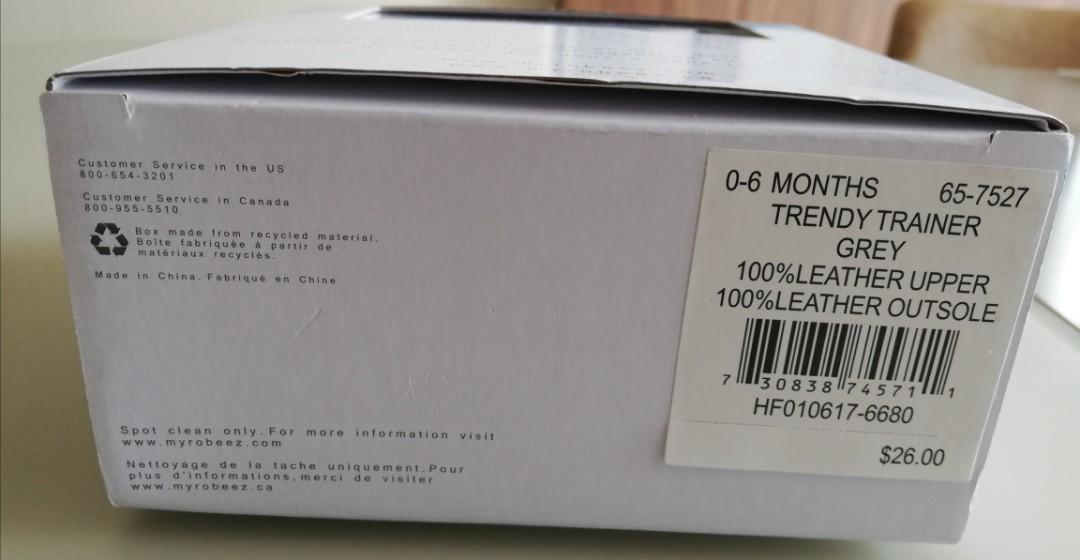 Customer Service in the US
800-654-3201
Customer Service in Canada
800-955-5510
Box made from recycled material.
Boîte fabriquée à partir de
matériaux recyclés.
Made in China. Fabriqué en Chine
Spot clean only. For more information visit
www.myrobeez.com
Nettoyage de la tache uniquement. Pour
plus d'informations, merci de visiter
www.myrobeez.ca
0-6 MONTHS 65-7527
TRENDY TRAINER
GREY
100%LEATHER UPPER
100%LEATHER OUTSOLE
7 30838 74571 1
HF010617-6680
$26.00